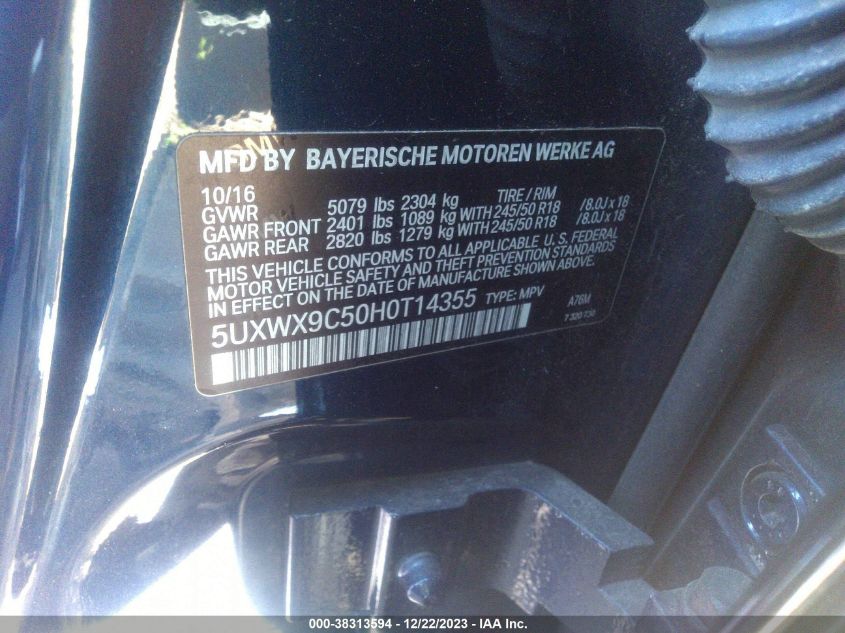 MFD BY BAYERISCHE MOTOREN WERKE AG
10/16 TIRE / RIM
GVWR 5079 lbs 2304 kg
GAWR FRONT 2401 lbs 1089 kg WITH 245/50 R18 /8.0J x 18
GAWR REAR 2820 lbs 1279 kg WITH 245/50 R18 /8.0J x 18
THIS VEHICLE CONFORMS TO ALL APPLICABLE U.S. FEDERAL
MOTOR VEHICLE SAFETY AND THEFT PREVENTION STANDARDS
IN EFFECT ON THE DATE OF MANUFACTURE SHOWN ABOVE.
5UXWX9C50H0T14355 TYPE: MPV A76M
7 320 730
000-38313594 - 12/22/2023 - IAA Inc.